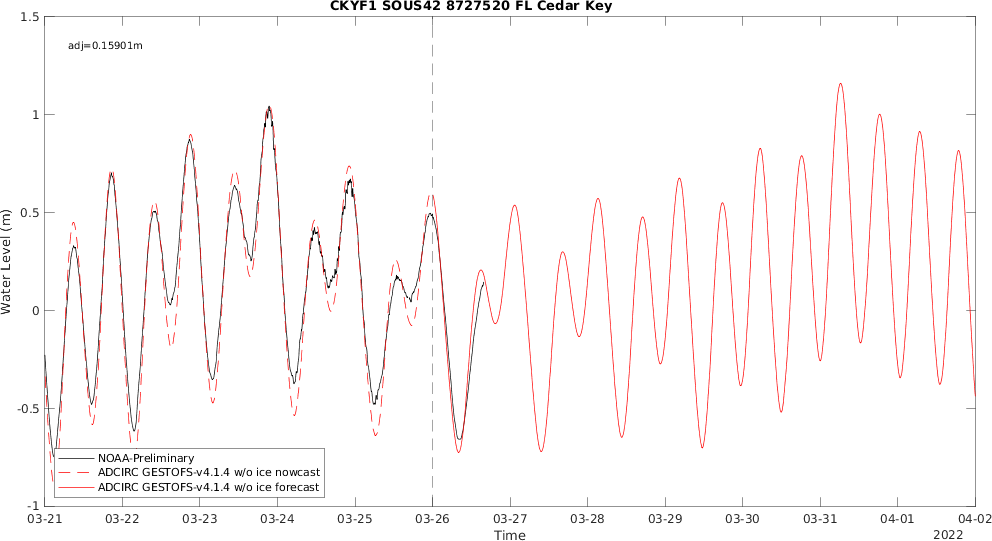 CKYF1 SOUS42 8727520 FL Cedar Key
adj=0.15901m
1.5
1
0.5
0
-0.5
-1
Water Level (m)
NOAA-Preliminary
ADCIRC GESTOFS-v4.1.4 w/o ice nowcast
ADCIRC GESTOFS-v4.1.4 w/o ice forecast
03-21 03-22 03-23 03-24 03-25 03-26 03-27 03-28 03-29 03-30 03-31 04-01 04-02
Time
2022